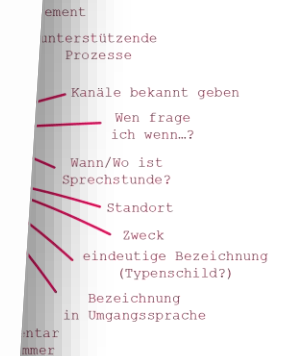 ement
unterstützende
Prozesse
Kanäle bekannt geben
Wen frage
ich wenn…?
Wann/Wo ist
Sprechstunde?
Standort
Zweck
eindeutige Bezeichnung
(Typenschild?)
Bezeichnung
in Umgangssprache
ntar
mmer